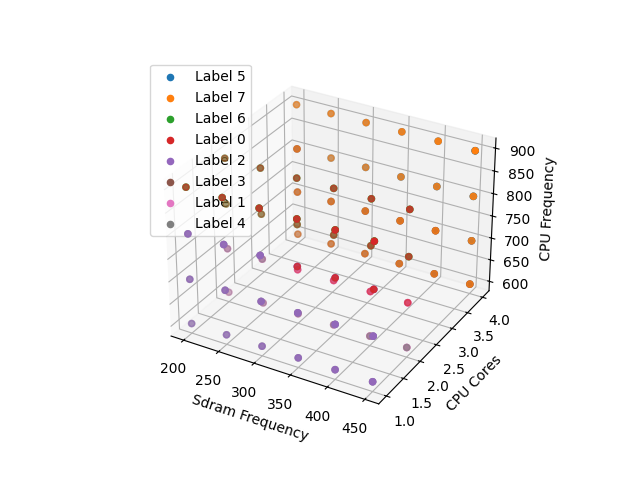 Label 5
Label 7
Label 6
Label 0
Label 2
Label 3
Label 1
Label 4
900
850
800
750
700
650
600
CPU Frequency
4.0
3.5
3.0
2.5
2.0
1.5
1.0
CPU Cores
200
250
300
350
400
450
Sdram Frequency